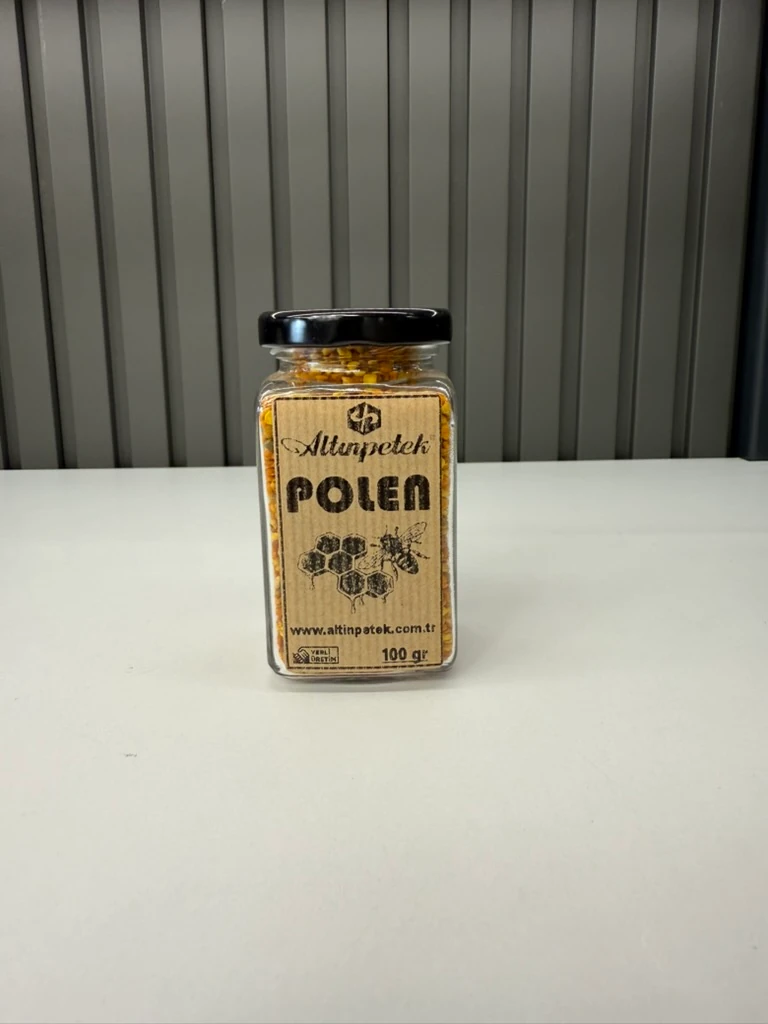 Altınpetek
POLEN
www.altinpetek.com.tr
YERLİ
ÜRETİM
100 gr